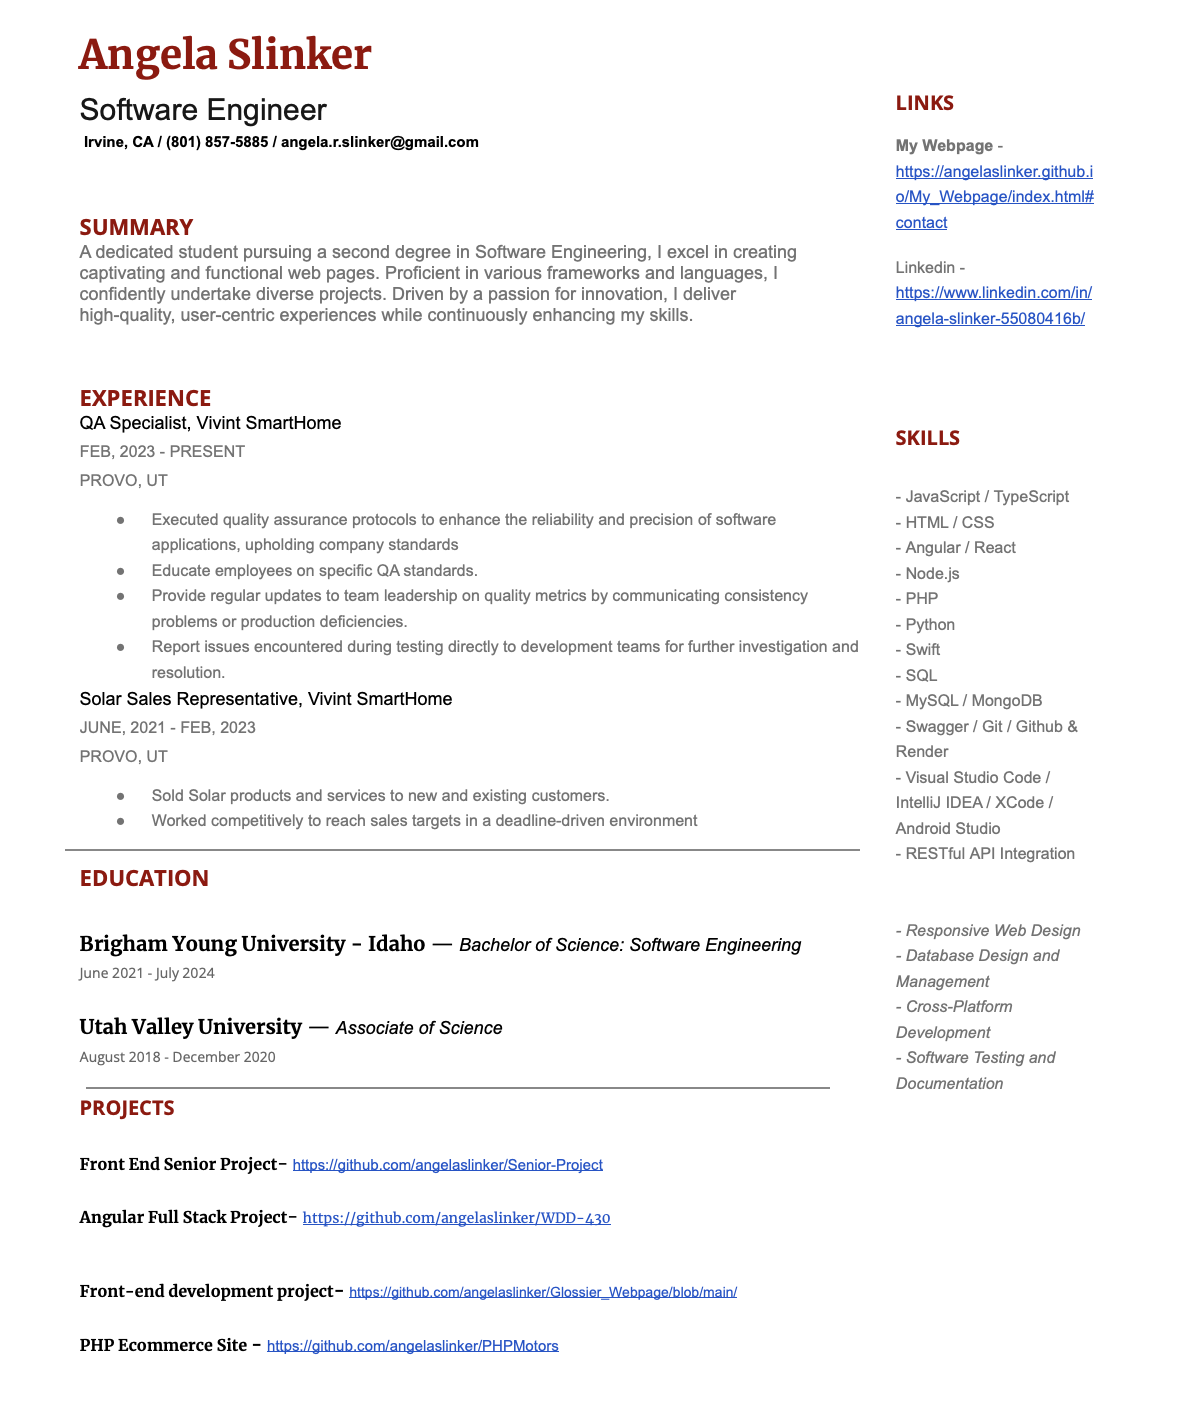 Angela Slinker
Software Engineer
Irvine, CA / (801) 857-5885 / angela.r.slinker@gmail.com
SUMMARY
A dedicated student pursuing a second degree in Software Engineering, I excel in creating
captivating and functional web pages. Proficient in various frameworks and languages, I
confidently undertake diverse projects. Driven by a passion for innovation, I deliver
high-quality, user-centric experiences while continuously enhancing my skills.
EXPERIENCE
QA Specialist, Vivint SmartHome
FEB, 2023 - PRESENT
PROVO, UT
● Executed quality assurance protocols to enhance the reliability and precision of software
applications, upholding company standards
● Educate employees on specific QA standards.
● Provide regular updates to team leadership on quality metrics by communicating consistency
problems or production deficiencies.
● Report issues encountered during testing directly to development teams for further investigation and
resolution.
Solar Sales Representative, Vivint SmartHome
JUNE, 2021 - FEB, 2023
PROVO, UT
● Sold Solar products and services to new and existing customers.
● Worked competitively to reach sales targets in a deadline-driven environment
EDUCATION
Brigham Young University - Idaho — Bachelor of Science: Software Engineering
June 2021 - July 2024
Utah Valley University — Associate of Science
August 2018 - December 2020
PROJECTS
Front End Senior Project- https://github.com/angelaslinker/Senior-Project
Angular Full Stack Project- https://github.com/angelaslinker/WDD-430
Front-end development project- https://github.com/angelaslinker/Glossier_Webpage/blob/main/
PHP Ecommerce Site - https://github.com/angelaslinker/PHPMotors
LINKS
My Webpage -
https://angelaslinker.github.i
o/My_Webpage/index.html#
contact
Linkedin -
https://www.linkedin.com/in/
angela-slinker-55080416b/
SKILLS
- JavaScript / TypeScript
- HTML / CSS
- Angular / React
- Node.js
- PHP
- Python
- Swift
- SQL
- MySQL / MongoDB
- Swagger / Git / Github &
Render
- Visual Studio Code /
IntelliJ IDEA / XCode /
Android Studio
- RESTful API Integration
- Responsive Web Design
- Database Design and
Management
- Cross-Platform
Development
- Software Testing and
Documentation